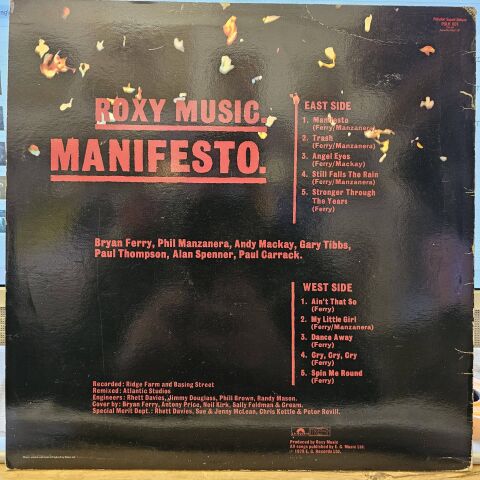 Polydor Super Deluxe
POLH 001
ROXY MUSIC.
MANIFESTO.
EAST SIDE
1. Manifesto
(Ferry/Manzanera)
2. Trash
(Ferry/Manzanera)
3. Angel Eyes
(Ferry/Mackay)
4. Still Falls The Rain
(Ferry/Manzanera)
5. Stronger Through
The Years
(Ferry)
Bryan Ferry, Phil Manzanera, Andy Mackay, Gary Tibbs,
Paul Thompson, Alan Spenner, Paul Carrack.
WEST SIDE
1. Ain't That So
(Ferry)
2. My Little Girl
(Ferry/Manzanera)
3. Dance Away
(Ferry)
4. Cry, Cry, Cry
(Ferry)
5. Spin Me Round
(Ferry)
Recorded: Ridge Farm and Basing Street
Remixed: Atlantic Studios
Engineers: Rhett Davies, Jimmy Douglass, Phil Brown, Randy Mason.
Cover by: Bryan Ferry, Antony Price, Neil Kirk, Sally Feldman & Cream.
Special Merit Dept.: Rhett Davies, Sue & Jenny McLean, Chris Kettle & Peter Revill.
Produced by Roxy Music
All songs published by E. G. Music Ltd.
1979 E. G. Records Ltd.